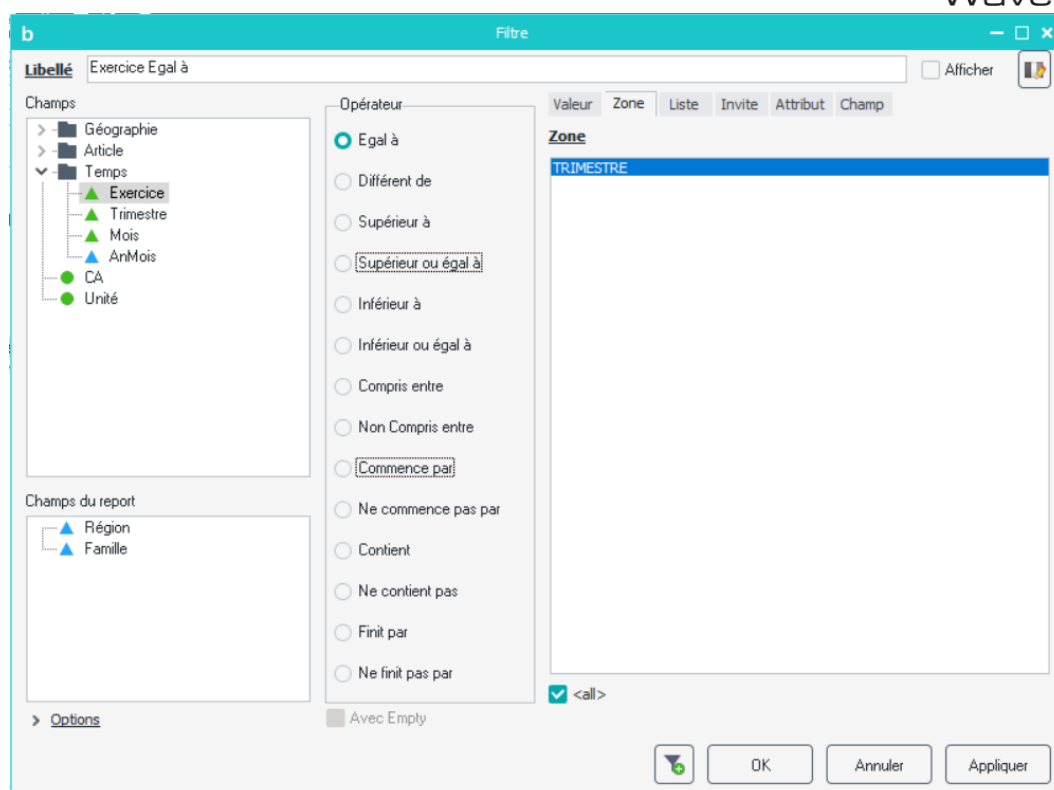 b Filtre
Libellé Exercice Egal à Afficher
Champs
Géographie
Article
Temps
Exercice
Trimestre
Mois
AnMois
CA
Unité
Champs du report
Région
Famille
Options
Opérateur
Egal à
Différent de
Supérieur à
Supérieur ou égal à
Inférieur à
Inférieur ou égal à
Compris entre
Non Compris entre
Commence par
Ne commence pas par
Contient
Ne contient pas
Finit par
Ne finit pas par
Avec Empty
Valeur Zone Liste Invite Attribut Champ
Zone
TRIMESTRE
<all>
OK Annuler Appliquer